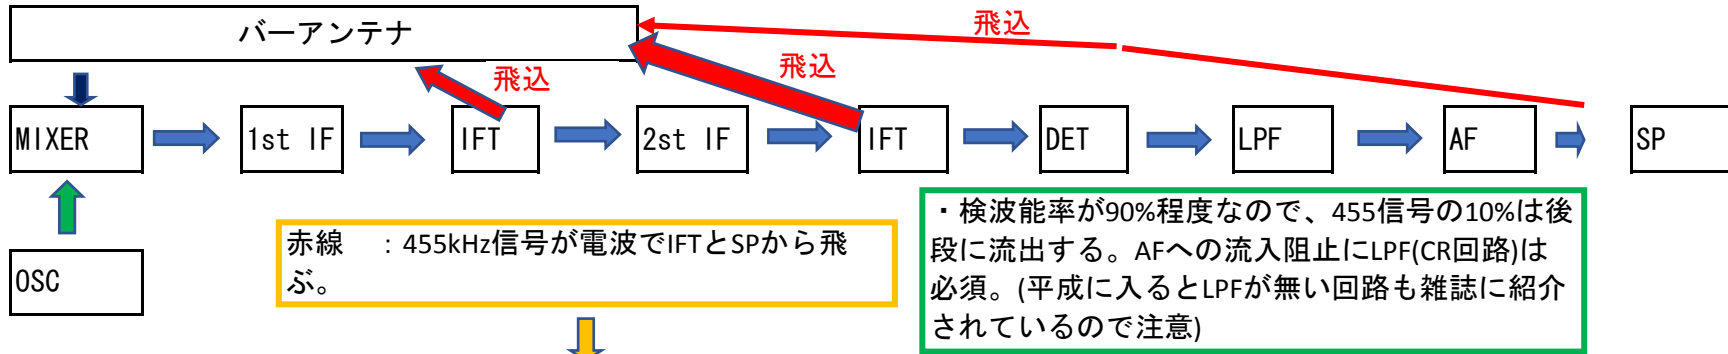 バーアンテナ
飛込
飛込
飛込
MIXER
1st IF
IFT
2st IF
IFT
DET
LPF
AF
SP
OSC
赤線 : 455kHz信号が電波でIFTとSPから飛
ぶ。
・検波能率が90%程度なので、455信号の10%は後
段に流出する。AFへの流入阻止にLPF(CR回路)は
必須。(平成に入るとLPFが無い回路も雑誌に紹介
されているので注意)